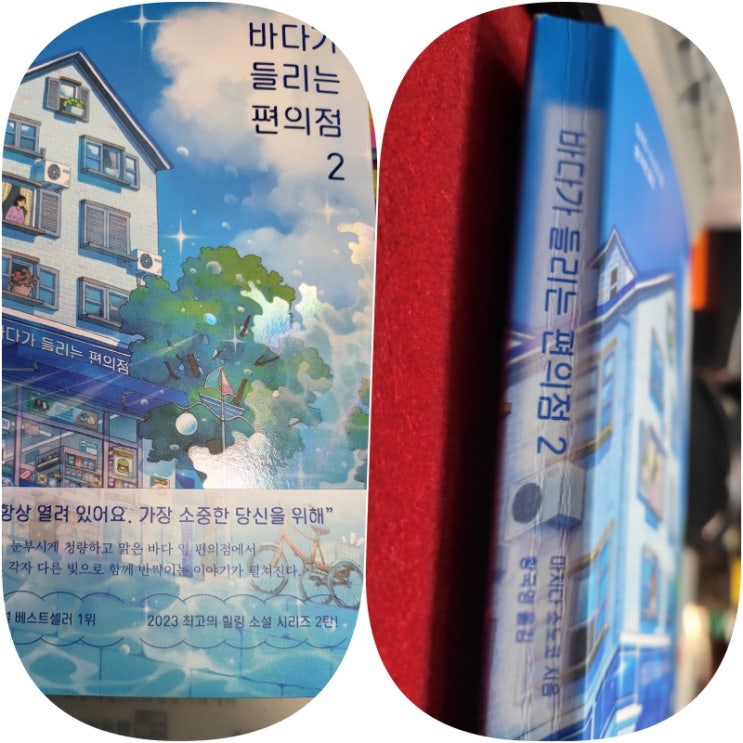 바다가
들리는
편의점
2
바다가 들리는 편의점
항상 열려 있어요. 가장 소중한 당신을 위해”
눈부시게 청량하고 맑은 바다 옆 편의점에서
각자 다른 빛으로 함께 반짝이는 이야기가 펼쳐진다.
베스트셀러 1위
2023 최고의 힐링 소설 시리즈 2탄!
바다가 들리는 편의점 2
마치다 소노코 지음
황국영 옮김